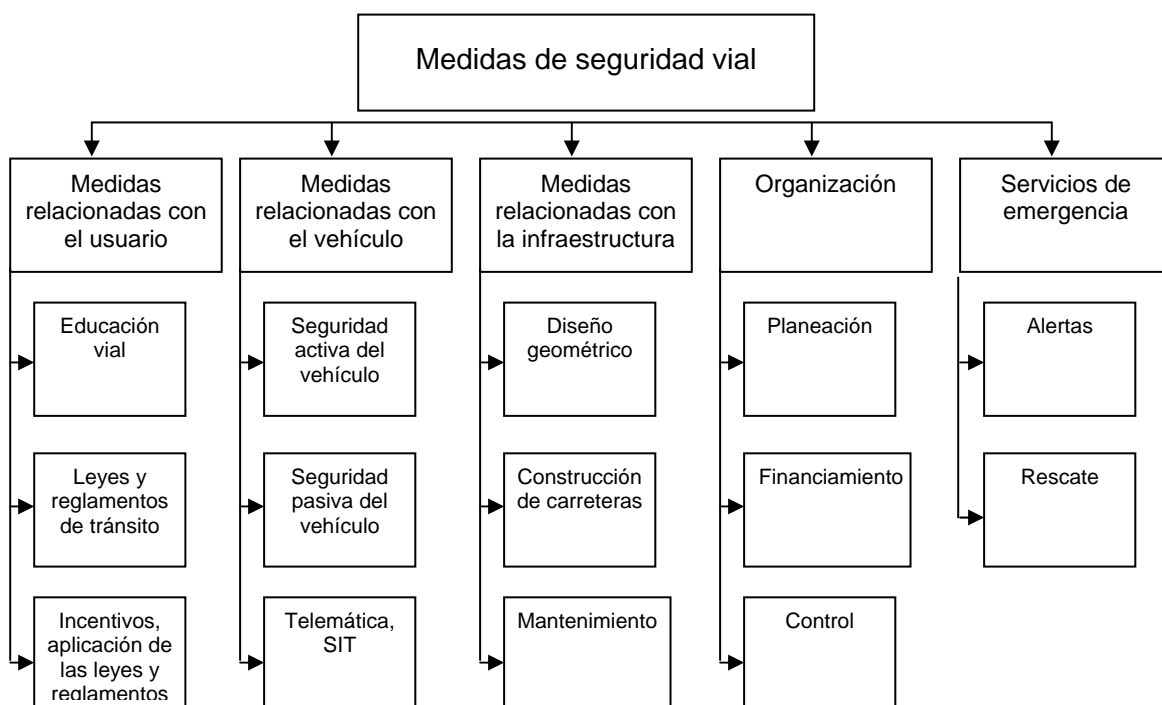 Medidas de seguridad vial
Medidas
relacionadas con
el usuario
Medidas
relacionadas con
el vehículo
Medidas
relacionadas con
la infraestructura
Organización
Servicios de
emergencia
Educación
vial
Seguridad
activa del
vehículo
Diseño
geométrico
Planeación
Alertas
Leyes y
reglamentos
de tránsito
Seguridad
pasiva del
vehículo
Construcción
de carreteras
Financiamiento
Rescate
Incentivos,
aplicación de
las leyes y
reglamentos
Telemática,
SIT
Mantenimiento
Control